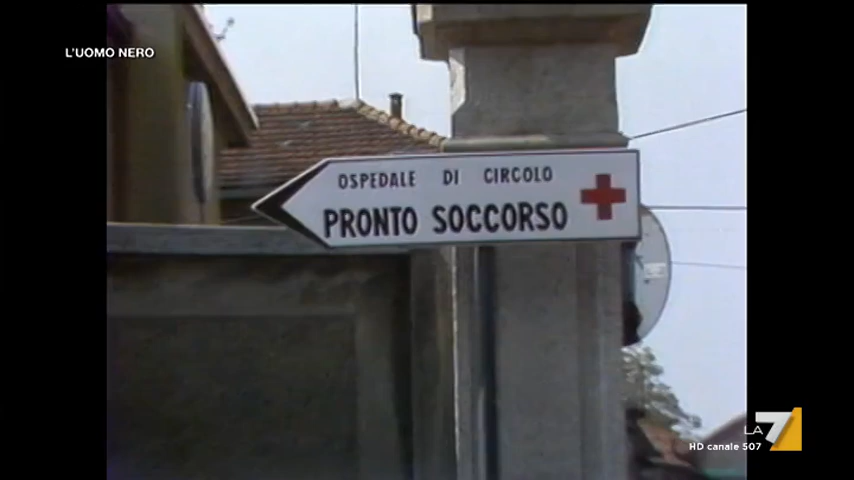 L'UOMO NERO
OSPEDALE DI CIRCOLO
PRONTO SOCCORSO
LA7
HD canale 507